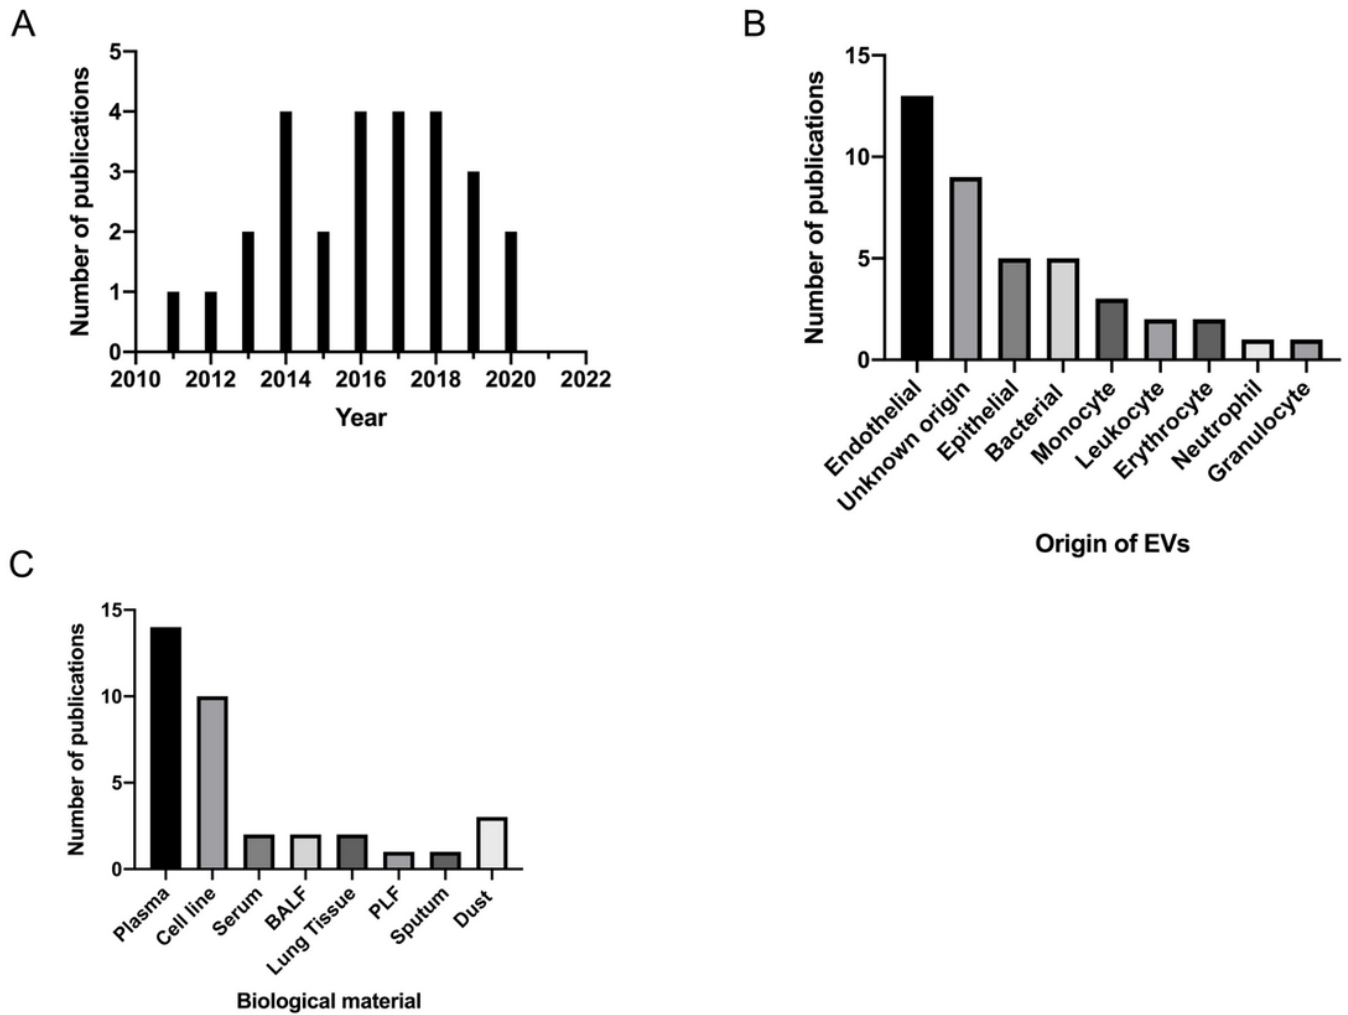 A
Number of publications
5
4
3
2
1
0
2010 2012 2014 2016 2018 2020 2022
Year
B
Number of publications
15
10
5
0
Endothelial
Unknown origin
Epithelial
Bacterial
Monocyte
Leukocyte
Erythrocyte
Neutrophil
Granulocyte
Origin of EVs
C
Number of publications
15
10
5
0
Plasma
Cell line
Serum
BALF
Lung Tissue
PLF
Sputum
Dust
Biological material